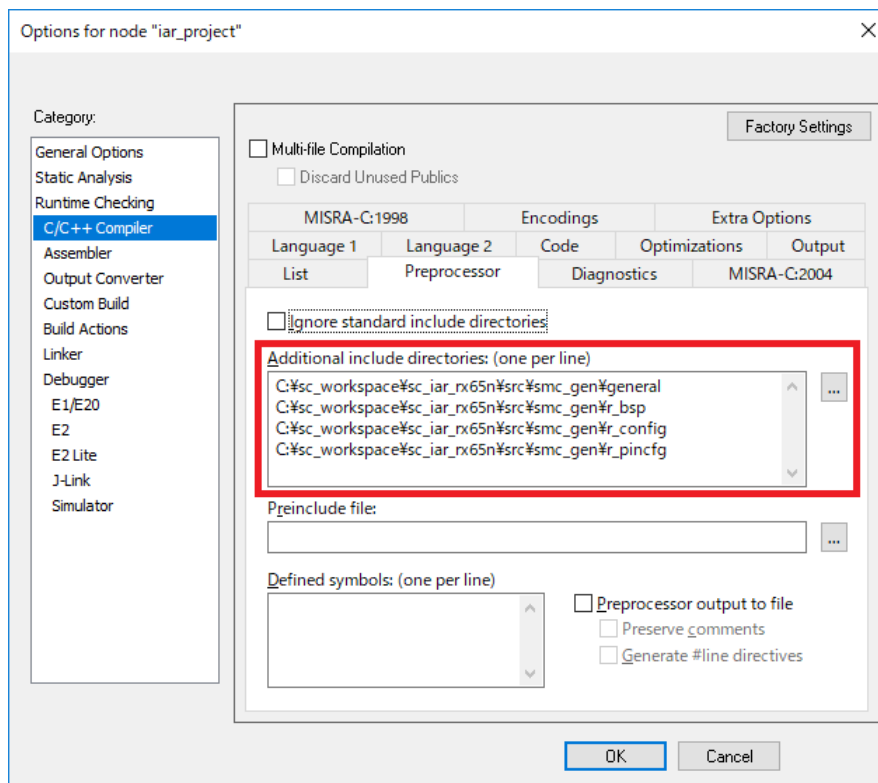 Options for node "iar_project"
Category:
General Options
Static Analysis
Runtime Checking
C/C++ Compiler
Assembler
Output Converter
Custom Build
Build Actions
Linker
Debugger
E1/E20
E2
E2 Lite
J-Link
Simulator
Factory Settings
Multi-file Compilation
Discard Unused Publics
MISRA-C:1998 Encodings Extra Options
Language 1 Language 2 Code Optimizations Output
List Preprocessor Diagnostics MISRA-C:2004
Ignore standard include directories
Additional include directories: (one per line)
C:¥sc_workspace¥sc_iar_rx65n¥src¥smc_gen¥general
C:¥sc_workspace¥sc_iar_rx65n¥src¥smc_gen¥r_bsp
C:¥sc_workspace¥sc_iar_rx65n¥src¥smc_gen¥r_config
C:¥sc_workspace¥sc_iar_rx65n¥src¥smc_gen¥r_pincfg
...
Preinclude file:
...
Defined symbols: (one per line)
Preprocessor output to file
Preserve comments
Generate #line directives
OK Cancel